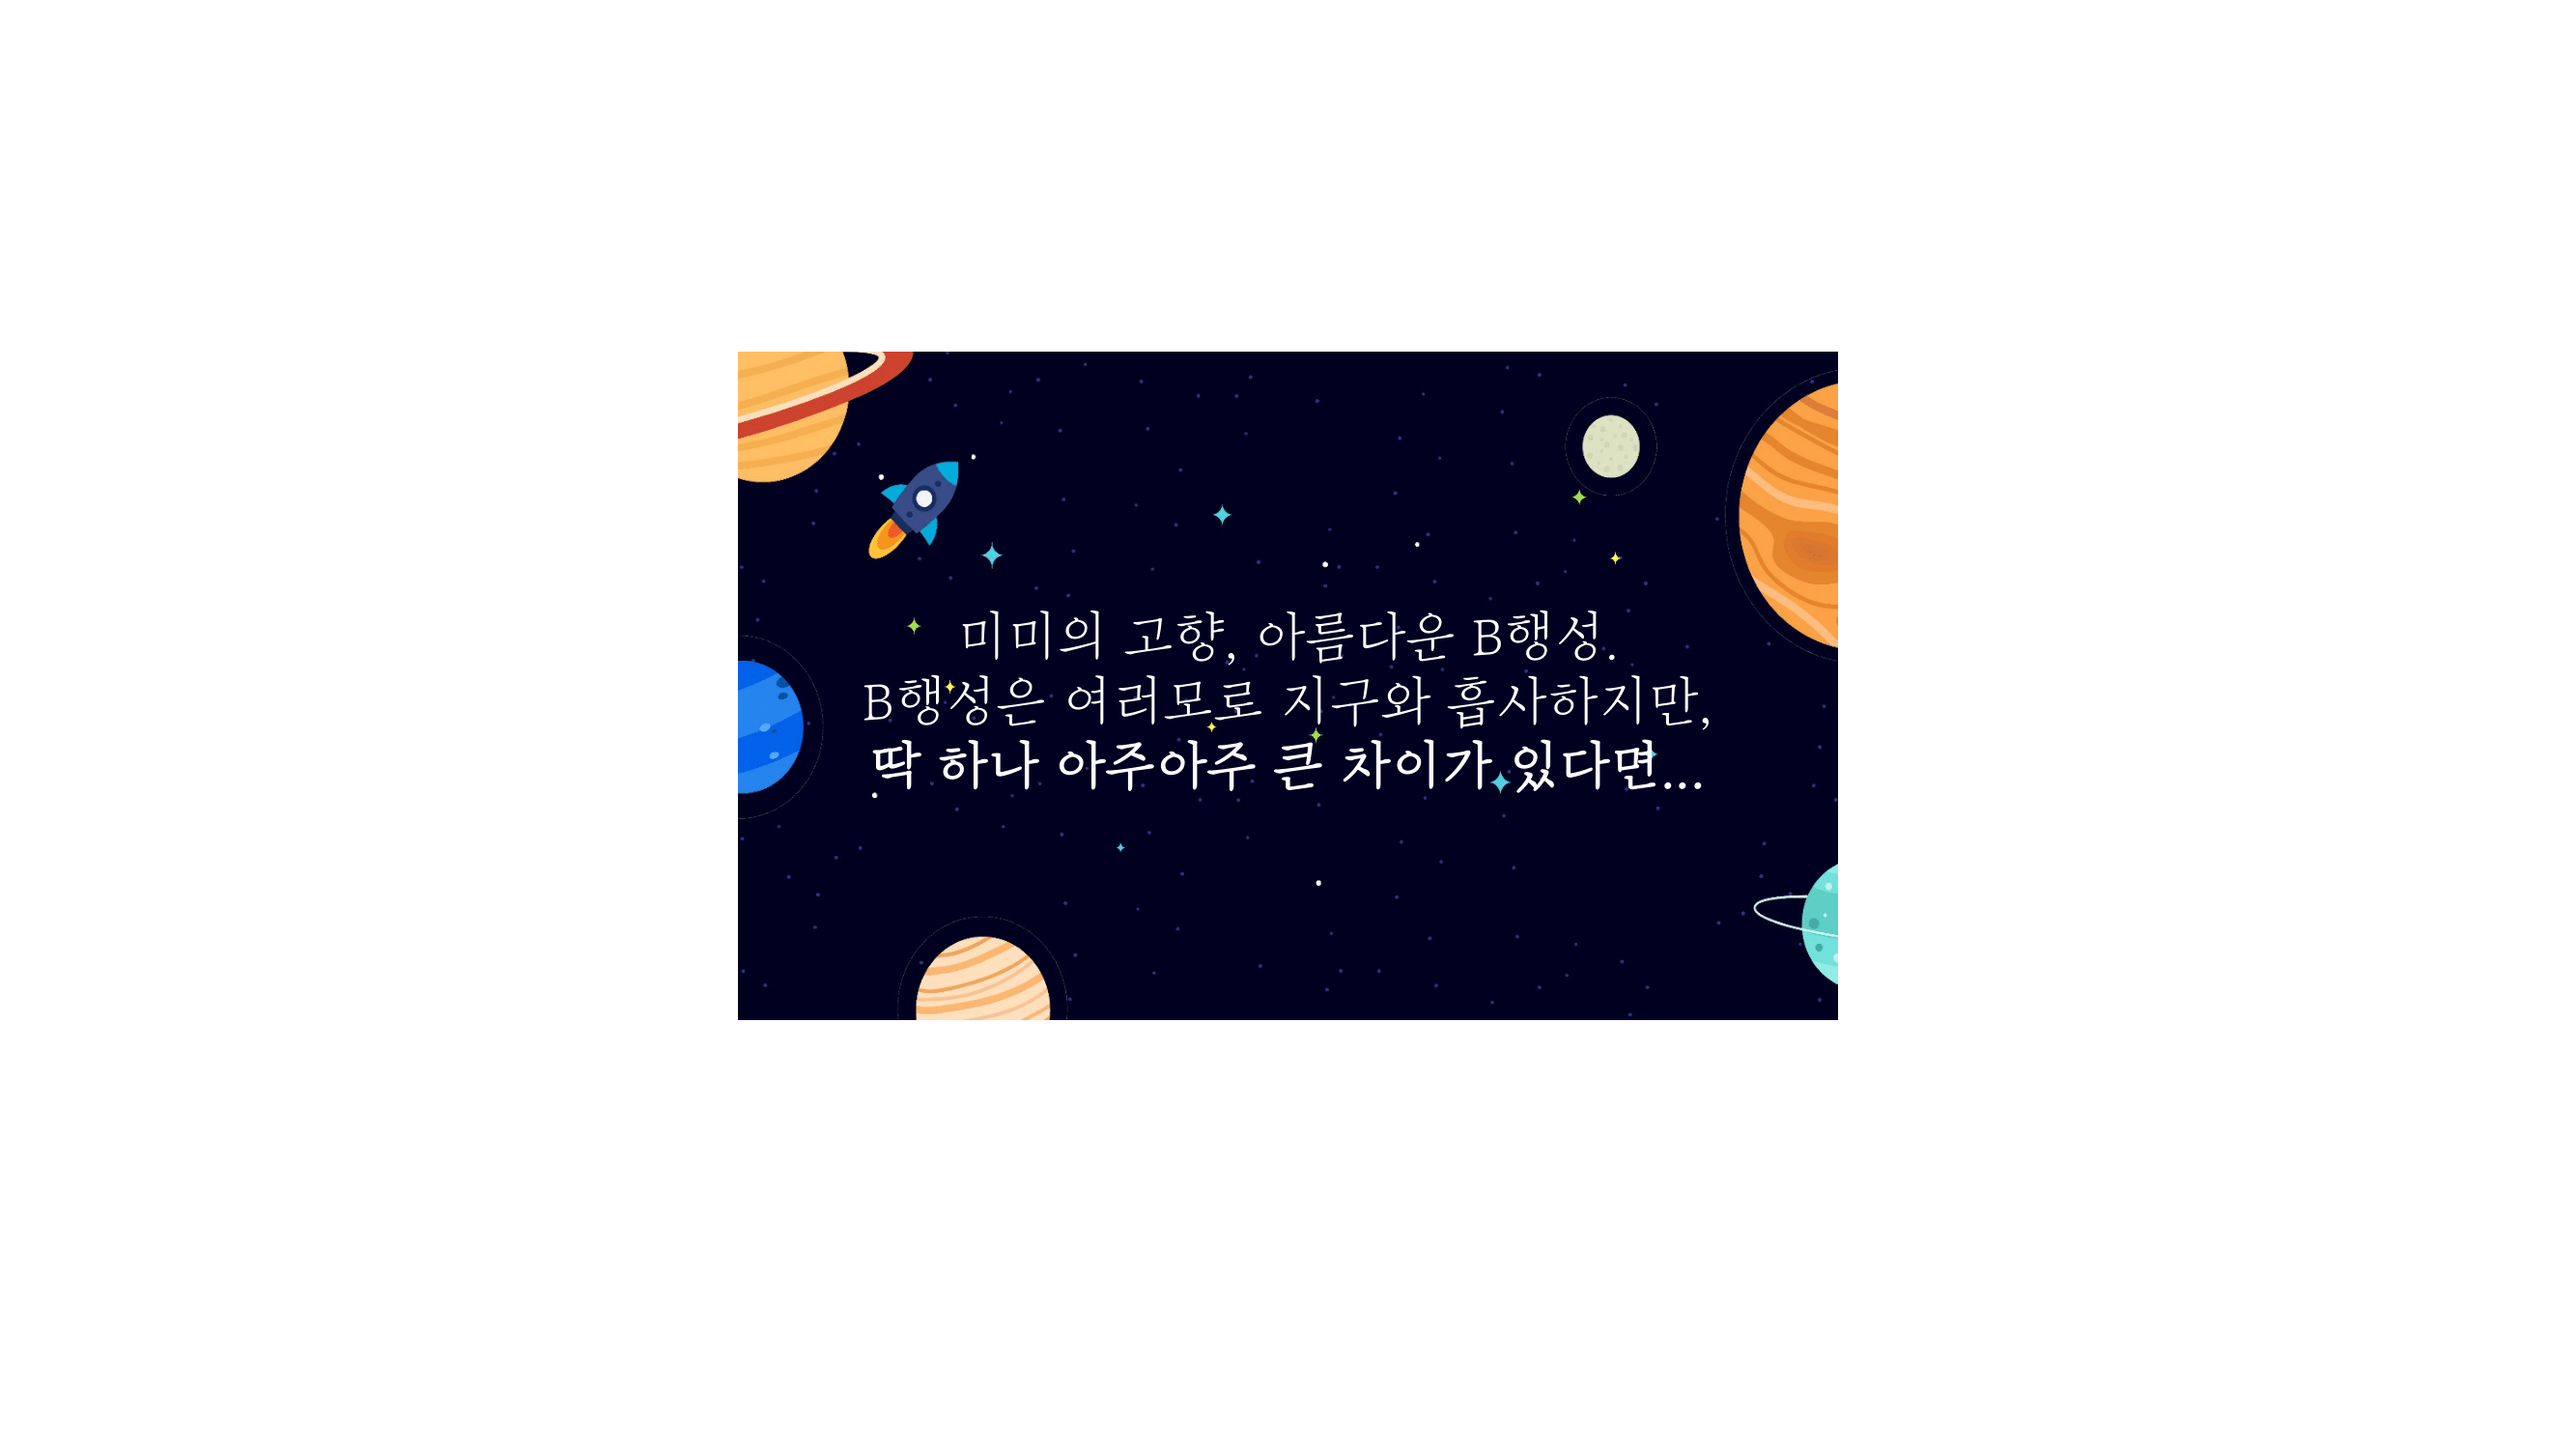 미미의 고향, 아름다운 B행성.
B행성은 여러모로 지구와 흡사하지만,
딱 하나 아주아주 큰 차이가 있다면...